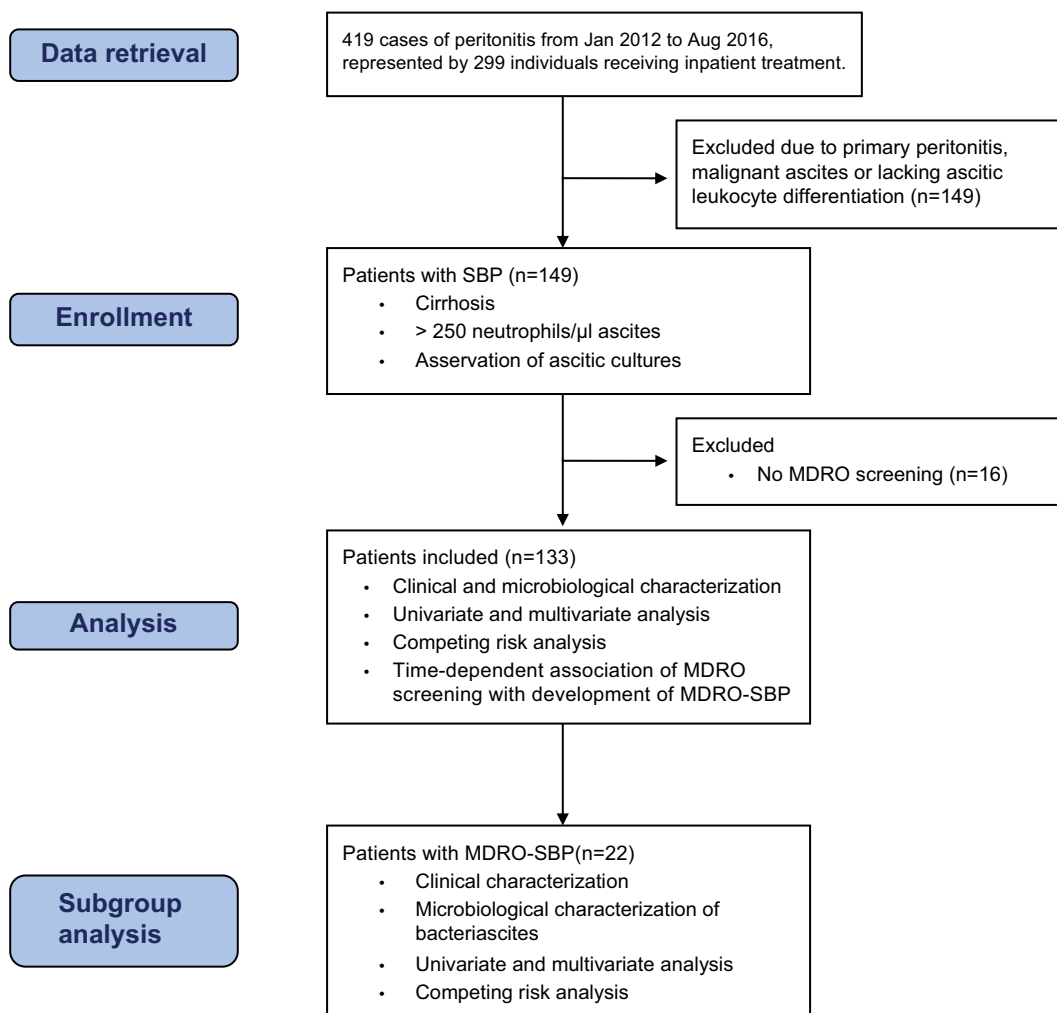 Data retrieval
419 cases of peritonitis from Jan 2012 to Aug 2016,
represented by 299 individuals receiving inpatient treatment.
Excluded due to primary peritonitis,
malignant ascites or lacking ascitic
leukocyte differentiation (n=149)
Enrollment
Patients with SBP (n=149)
• Cirrhosis
• > 250 neutrophils/µl ascites
• Asservation of ascitic cultures
Excluded
• No MDRO screening (n=16)
Analysis
Patients included (n=133)
• Clinical and microbiological characterization
• Univariate and multivariate analysis
• Competing risk analysis
• Time-dependent association of MDRO
screening with development of MDRO-SBP
Subgroup
analysis
Patients with MDRO-SBP(n=22)
• Clinical characterization
• Microbiological characterization of
bacteriascites
• Univariate and multivariate analysis
• Competing risk analysis